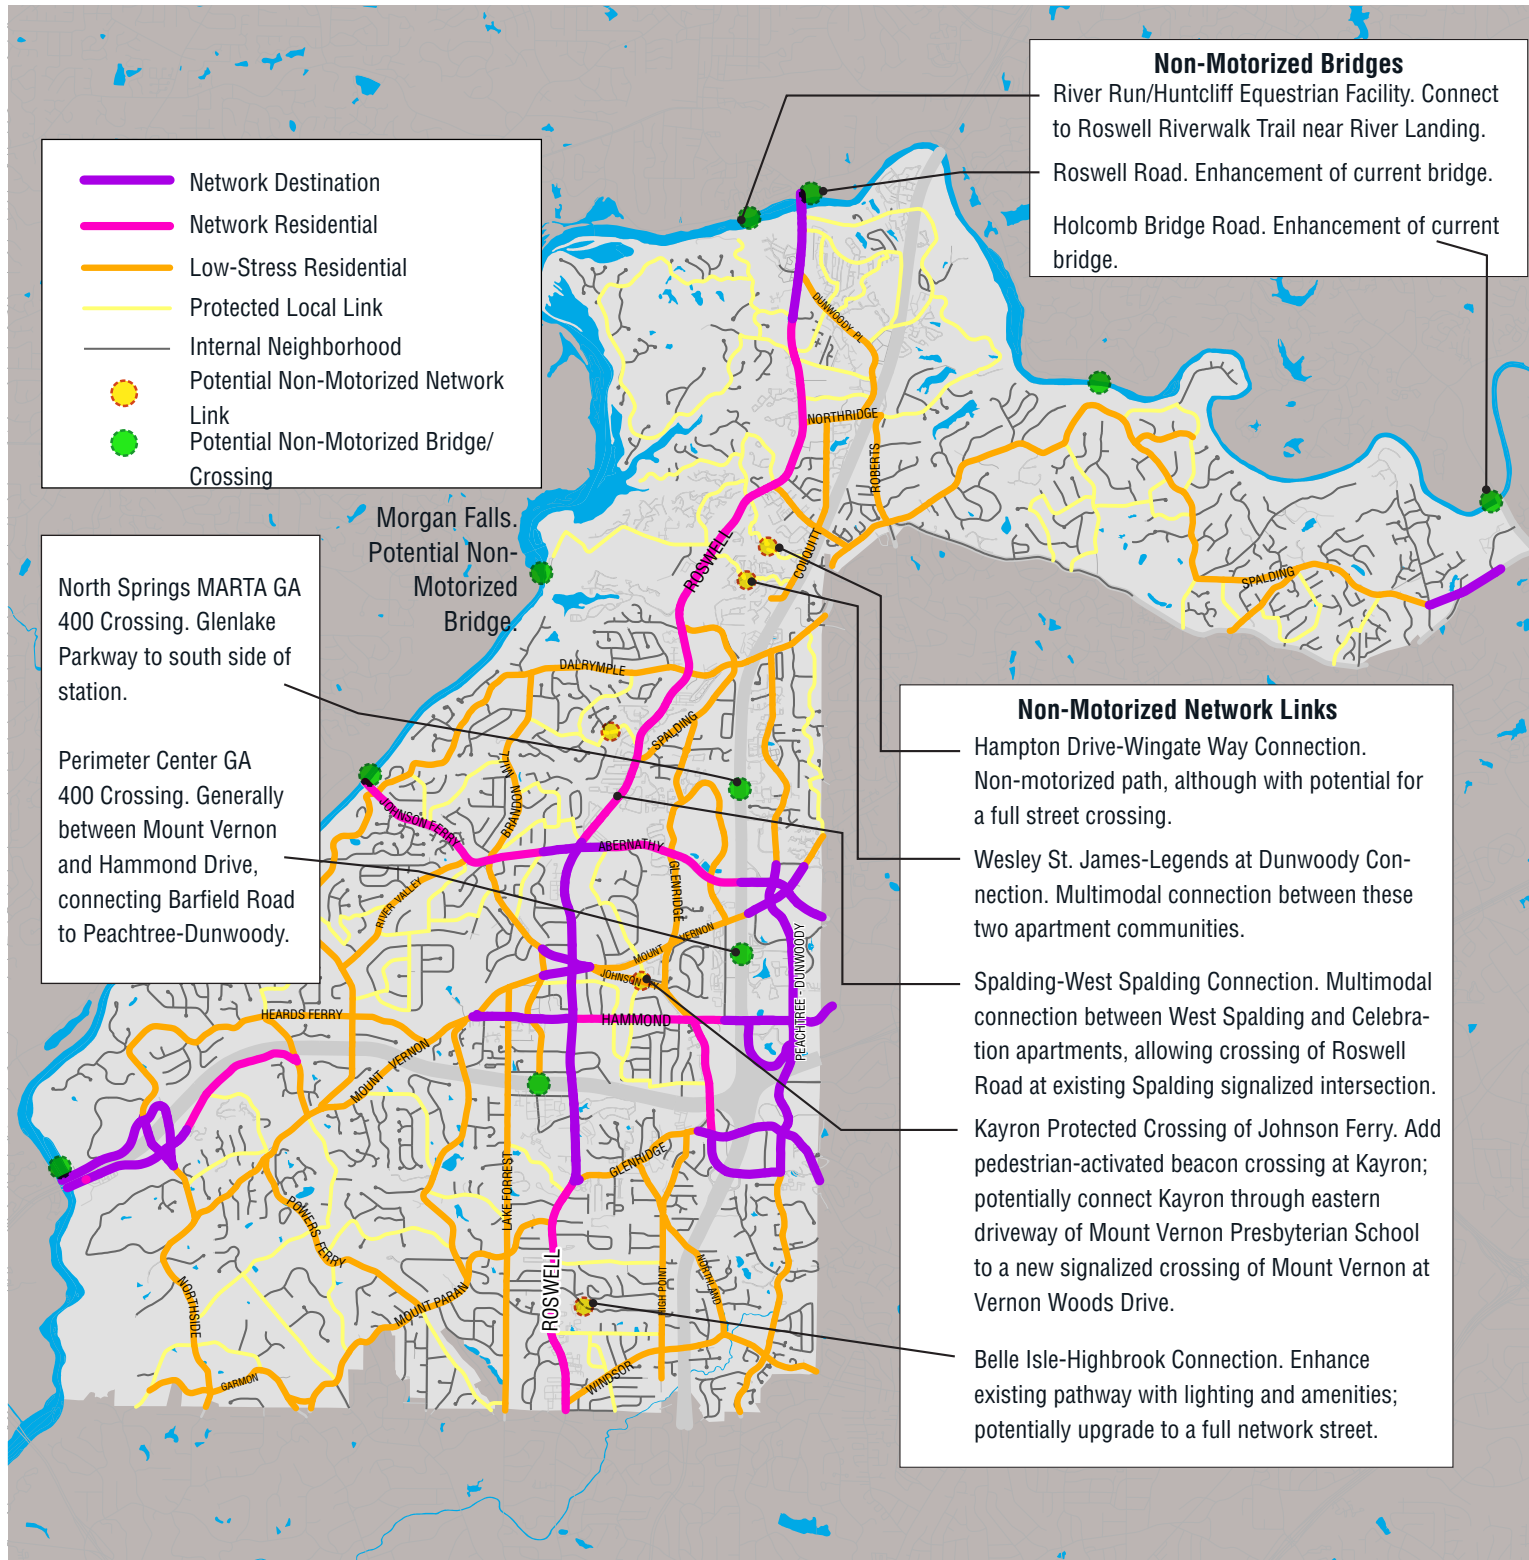 Non-Motorized Bridges
River Run/Huntcliff Equestrian Facility. Connect
to Roswell Riverwalk Trail near River Landing.
Roswell Road. Enhancement of current bridge.
Holcomb Bridge Road. Enhancement of current
bridge.
Network Destination
Network Residential
Low-Stress Residential
Protected Local Link
Internal Neighborhood
Potential Non-Motorized Network
Link
Potential Non-Motorized Bridge/
Crossing
Morgan Falls.
Potential Non-
Motorized
Bridge.
North Springs MARTA GA
400 Crossing. Glenlake
Parkway to south side of
station.
Perimeter Center GA
400 Crossing. Generally
between Mount Vernon
and Hammond Drive,
connecting Barfield Road
to Peachtree-Dunwoody.
Non-Motorized Network Links
Hampton Drive-Wingate Way Connection.
Non-motorized path, although with potential for
a full street crossing.
Wesley St. James-Legends at Dunwoody Con-
nection. Multimodal connection between these
two apartment communities.
Spalding-West Spalding Connection. Multimodal
connection between West Spalding and Celebra-
tion apartments, allowing crossing of Roswell
Road at existing Spalding signalized intersection.
Kayron Protected Crossing of Johnson Ferry. Add
pedestrian-activated beacon crossing at Kayron;
potentially connect Kayron through eastern
driveway of Mount Vernon Presbyterian School
to a new signalized crossing of Mount Vernon at
Vernon Woods Drive.
Belle Isle-Highbrook Connection. Enhance
existing pathway with lighting and amenities;
potentially upgrade to a full network street.
DUNWOODY PL
NORTHRIDGE
ROBERTS
ROSWELL
COLQUITT
SPALDING
DALRYMPLE
SPALDING
BRANDON MILL
JOHNSON FERRY
ABERNATHY
GLENRIDGE
RIVER VALLEY
MOUNT VERNON
JOHNSON
PEACHTREE - DUNWOODY
HEARDS FERRY
HAMMOND
MOUNT VERNON
LAKE FORREST
GLENRIDGE
POWERS FERRY
ROSWELL
HIGH POINT
NORTHLAND
NORTHSIDE
MOUNT PARAN
GARMON
WINDSOR